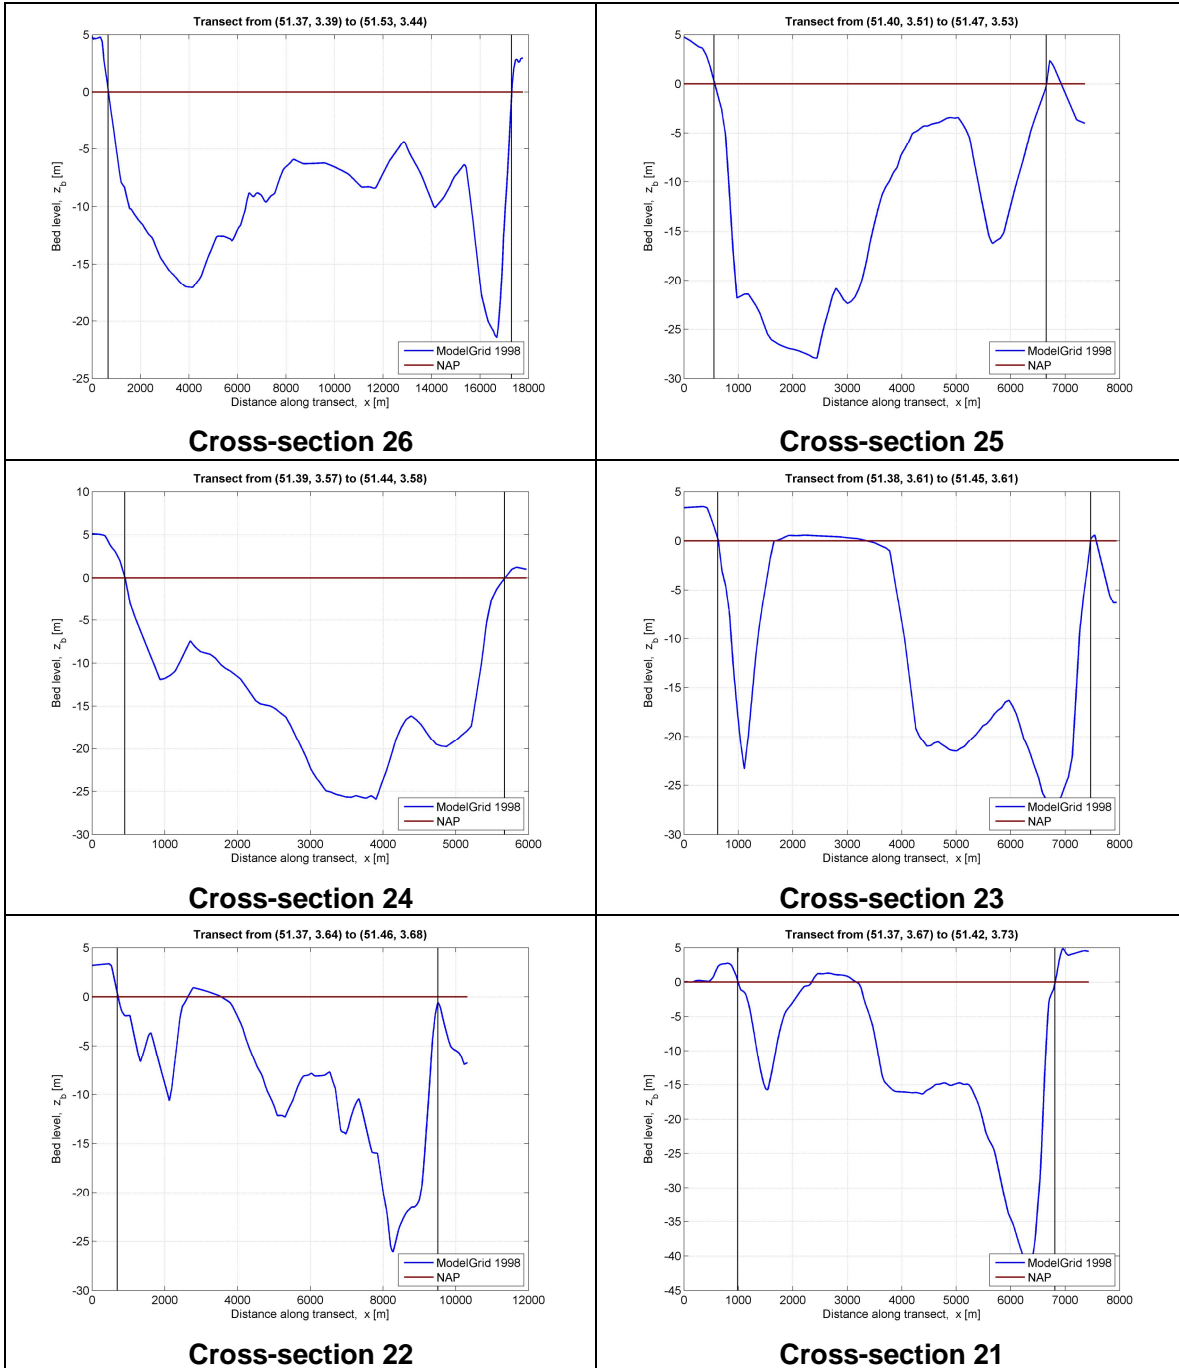 Transect from (51.37, 3.39) to (51.53, 3.44)
5
0
-5
-10
-15
-20
-25
Bed level, z_b [m]
0 2000 4000 6000 8000 10000 12000 14000 16000 18000
Distance along transect, x [m]
ModelGrid 1998
NAP
Cross-section 26
Transect from (51.40, 3.51) to (51.47, 3.53)
5
0
-5
-10
-15
-20
-25
-30
Bed level, z_b [m]
0 1000 2000 3000 4000 5000 6000 7000 8000
Distance along transect, x [m]
ModelGrid 1998
NAP
Cross-section 25
Transect from (51.39, 3.57) to (51.44, 3.58)
10
5
0
-5
-10
-15
-20
-25
-30
Bed level, z_b [m]
0 1000 2000 3000 4000 5000 6000
Distance along transect, x [m]
ModelGrid 1998
NAP
Cross-section 24
Transect from (51.38, 3.61) to (51.45, 3.61)
5
0
-5
-10
-15
-20
-25
-30
Bed level, z_b [m]
0 1000 2000 3000 4000 5000 6000 7000 8000
Distance along transect, x [m]
ModelGrid 1998
NAP
Cross-section 23
Transect from (51.37, 3.64) to (51.46, 3.68)
5
0
-5
-10
-15
-20
-25
-30
Bed level, z_b [m]
0 2000 4000 6000 8000 10000 12000
Distance along transect, x [m]
ModelGrid 1998
NAP
Cross-section 22
Transect from (51.37, 3.67) to (51.42, 3.73)
5
0
-5
-10
-15
-20
-25
-30
-35
-40
-45
Bed level, z_b [m]
0 1000 2000 3000 4000 5000 6000 7000 8000
Distance along transect, x [m]
ModelGrid 1998
NAP
Cross-section 21